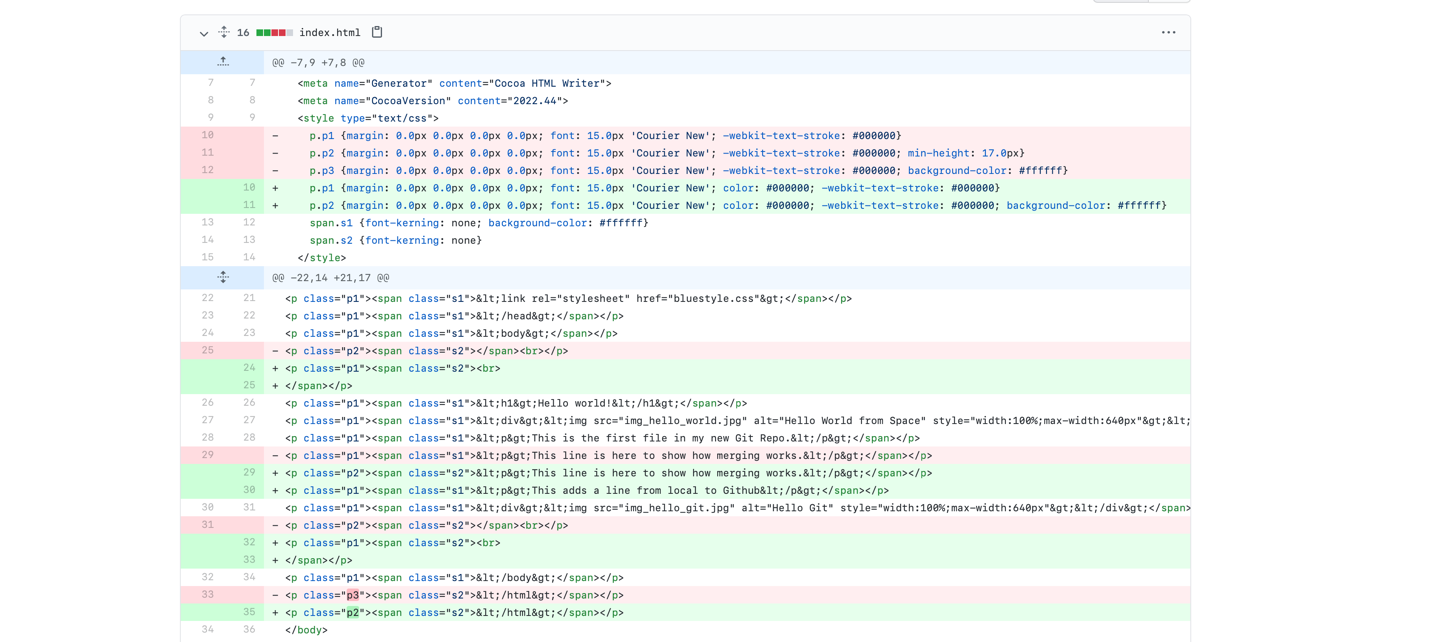 16 index.html
@@ -7,9 +7,8 @@
7 7 <meta name="Generator" content="Cocoa HTML Writer">
8 8 <meta name="CocoaVersion" content="2022.44">
9 9 <style type="text/css">
10 - p.p1 {margin: 0.0px 0.0px 0.0px 0.0px; font: 15.0px 'Courier New'; -webkit-text-stroke: #000000}
11 - p.p2 {margin: 0.0px 0.0px 0.0px 0.0px; font: 15.0px 'Courier New'; -webkit-text-stroke: #000000; min-height: 17.0px}
12 - p.p3 {margin: 0.0px 0.0px 0.0px 0.0px; font: 15.0px 'Courier New'; -webkit-text-stroke: #000000; background-color: #ffffff}
10 + p.p1 {margin: 0.0px 0.0px 0.0px 0.0px; font: 15.0px 'Courier New'; color: #000000; -webkit-text-stroke: #000000}
11 + p.p2 {margin: 0.0px 0.0px 0.0px 0.0px; font: 15.0px 'Courier New'; color: #000000; -webkit-text-stroke: #000000; background-color: #ffffff}
13 12 span.s1 {font-kerning: none; background-color: #ffffff}
14 13 span.s2 {font-kerning: none}
15 14 </style>
@@ -22,14 +21,17 @@
22 21 <p class="p1"><span class="s1">&lt;link rel="stylesheet" href="bluestyle.css"&gt;</span></p>
23 22 <p class="p1"><span class="s1">&lt;/head&gt;</span></p>
24 23 <p class="p1"><span class="s1">&lt;body&gt;</span></p>
25 - <p class="p2"><span class="s2"></span><br></p>
24 + <p class="p1"><span class="s2"><br>
25 + </span></p>
26 26 <p class="p1"><span class="s1">&lt;h1&gt;Hello world!&lt;/h1&gt;</span></p>
27 27 <p class="p1"><span class="s1">&lt;div&gt;&lt;img src="img_hello_world.jpg" alt="Hello World from Space" style="width:100%;max-width:640px"&gt;&lt;
28 28 <p class="p1"><span class="s1">&lt;p&gt;This is the first file in my new Git Repo.&lt;/p&gt;</span></p>
29 - <p class="p1"><span class="s1">&lt;p&gt;This line is here to show how merging works.&lt;/p&gt;</span></p>
29 + <p class="p2"><span class="s1">&lt;p&gt;This line is here to show how merging works.&lt;/p&gt;</span></p>
30 + <p class="p1"><span class="s1">&lt;p&gt;This adds a line from local to Github&lt;/p&gt;</span></p>
30 31 <p class="p1"><span class="s1">&lt;div&gt;&lt;img src="img_hello_git.jpg" alt="Hello Git" style="width:100%;max-width:640px"&gt;&lt;/div&gt;</span>
31 - <p class="p2"><span class="s2"></span><br></p>
32 + <p class="p1"><span class="s2"><br>
33 + </span></p>
32 34 <p class="p1"><span class="s1">&lt;/body&gt;</span></p>
33 - <p class="p3"><span class="s2">&lt;/html&gt;</span></p>
35 + <p class="p2"><span class="s2">&lt;/html&gt;</span></p>
34 36 </body>